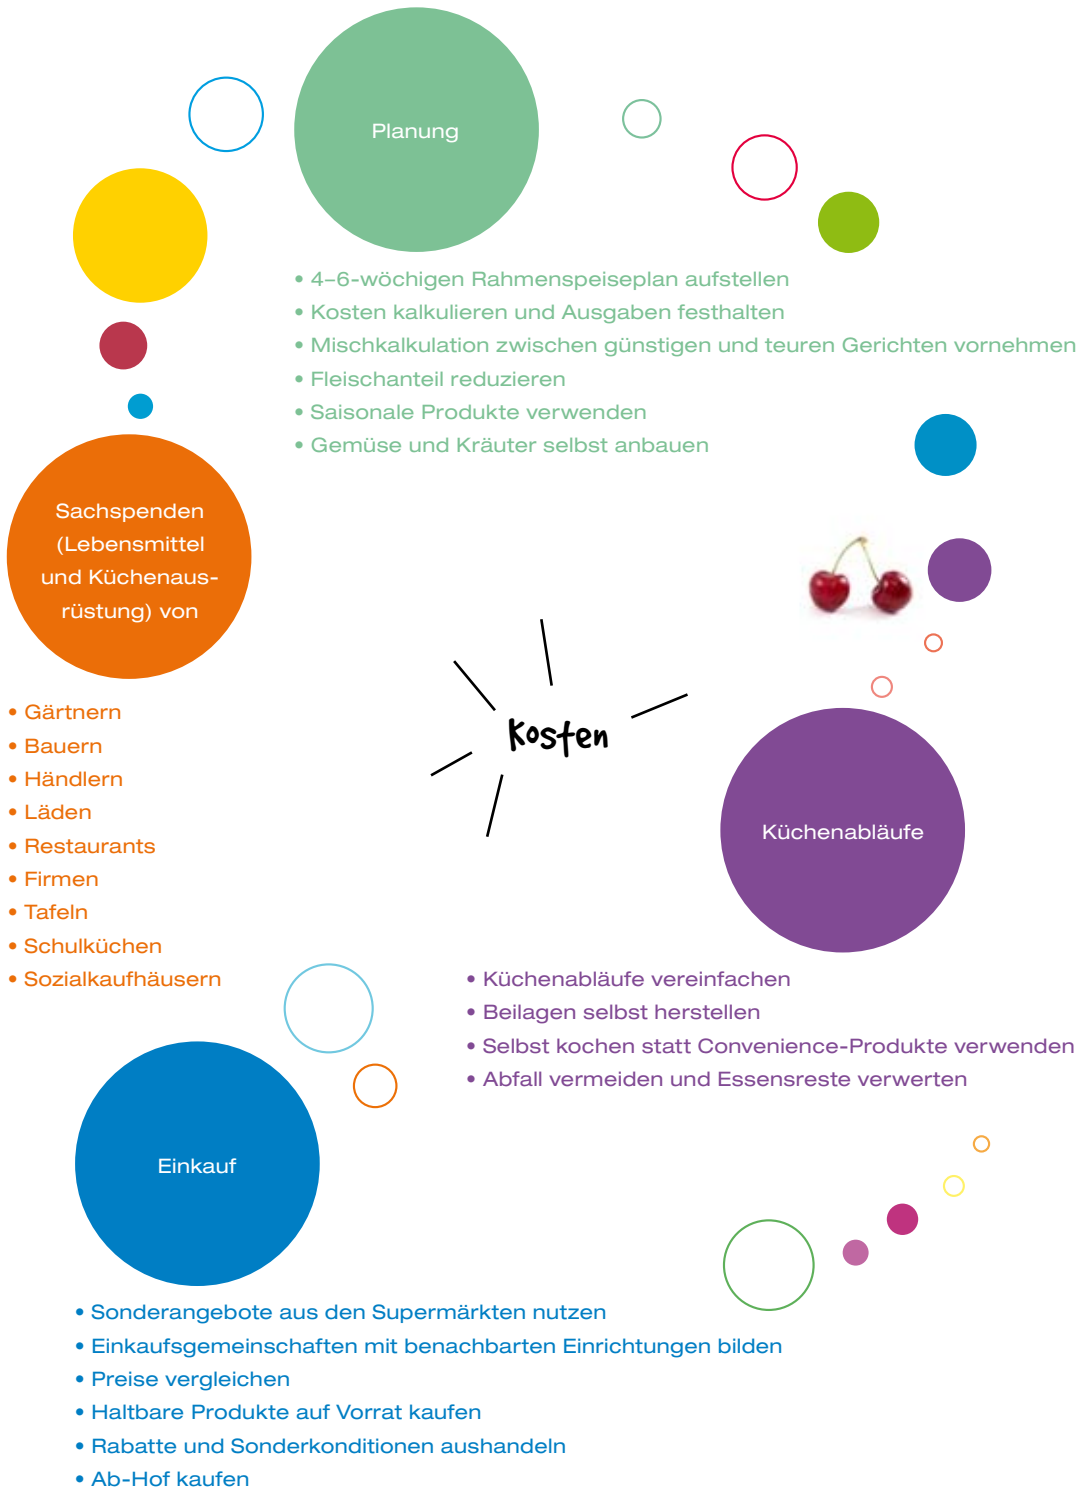 Planung
• 4–6-wöchigen Rahmenspeiseplan aufstellen
• Kosten kalkulieren und Ausgaben festhalten
• Mischkalkulation zwischen günstigen und teuren Gerichten vornehmen
• Fleischanteil reduzieren
• Saisonale Produkte verwenden
• Gemüse und Kräuter selbst anbauen
Sachspenden
(Lebensmittel
und Küchenaus-
rüstung) von
• Gärtnern
• Bauern
• Händlern
• Läden
• Restaurants
• Firmen
• Tafeln
• Schulküchen
• Sozialkaufhäusern
Kosten
Küchenabläufe
• Küchenabläufe vereinfachen
• Beilagen selbst herstellen
• Selbst kochen statt Convenience-Produkte verwenden
• Abfall vermeiden und Essensreste verwerten
Einkauf
• Sonderangebote aus den Supermärkten nutzen
• Einkaufsgemeinschaften mit benachbarten Einrichtungen bilden
• Preise vergleichen
• Haltbare Produkte auf Vorrat kaufen
• Rabatte und Sonderkonditionen aushandeln
• Ab-Hof kaufen